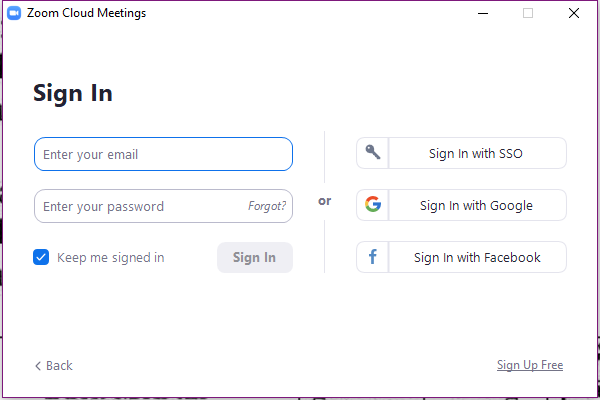 Zoom Cloud Meetings
Sign In
Enter your email
Enter your password
Forgot?
Keep me signed in
Sign In
or
Sign In with SSO
Sign In with Google
Sign In with Facebook
Back
Sign Up Free